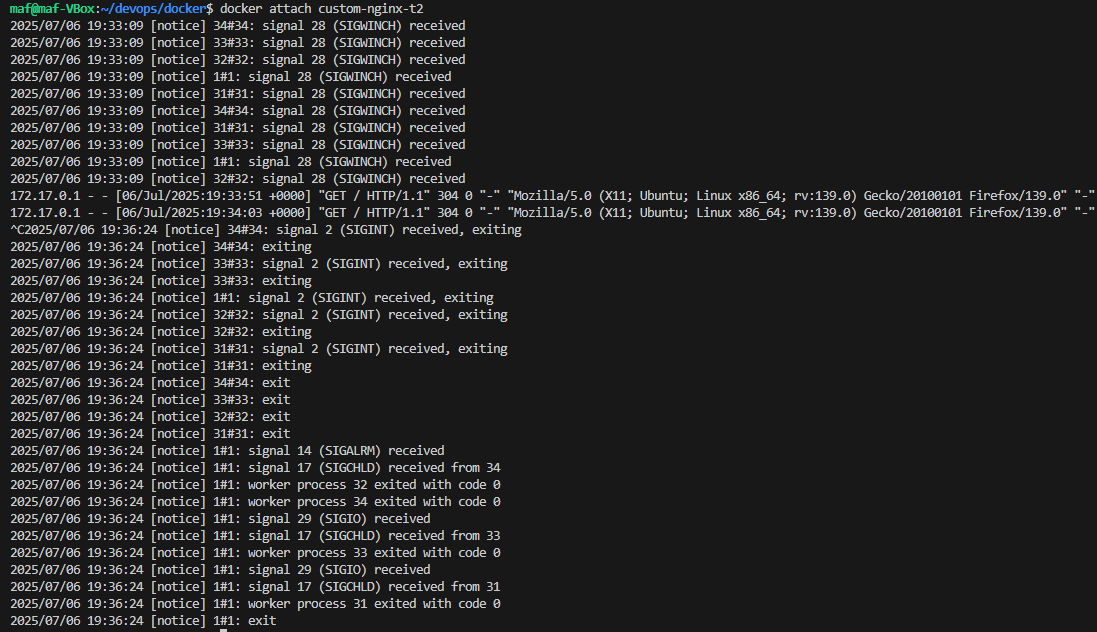 maf@maf-VBox:~/devops/docker$ docker attach custom-nginx-t2
2025/07/06 19:33:09 [notice] 34#34: signal 28 (SIGWINCH) received
2025/07/06 19:33:09 [notice] 33#33: signal 28 (SIGWINCH) received
2025/07/06 19:33:09 [notice] 32#32: signal 28 (SIGWINCH) received
2025/07/06 19:33:09 [notice] 1#1: signal 28 (SIGWINCH) received
2025/07/06 19:33:09 [notice] 31#31: signal 28 (SIGWINCH) received
2025/07/06 19:33:09 [notice] 34#34: signal 28 (SIGWINCH) received
2025/07/06 19:33:09 [notice] 31#31: signal 28 (SIGWINCH) received
2025/07/06 19:33:09 [notice] 33#33: signal 28 (SIGWINCH) received
2025/07/06 19:33:09 [notice] 1#1: signal 28 (SIGWINCH) received
2025/07/06 19:33:09 [notice] 32#32: signal 28 (SIGWINCH) received
172.17.0.1 - - [06/Jul/2025:19:33:51 +0000] "GET / HTTP/1.1" 304 0 "-" "Mozilla/5.0 (X11; Ubuntu; Linux x86_64; rv:139.0) Gecko/20100101 Firefox/139.0" "-"
172.17.0.1 - - [06/Jul/2025:19:34:03 +0000] "GET / HTTP/1.1" 304 0 "-" "Mozilla/5.0 (X11; Ubuntu; Linux x86_64; rv:139.0) Gecko/20100101 Firefox/139.0" "-"
^C2025/07/06 19:36:24 [notice] 34#34: signal 2 (SIGINT) received, exiting
2025/07/06 19:36:24 [notice] 34#34: exiting
2025/07/06 19:36:24 [notice] 33#33: signal 2 (SIGINT) received, exiting
2025/07/06 19:36:24 [notice] 33#33: exiting
2025/07/06 19:36:24 [notice] 1#1: signal 2 (SIGINT) received, exiting
2025/07/06 19:36:24 [notice] 32#32: signal 2 (SIGINT) received, exiting
2025/07/06 19:36:24 [notice] 32#32: exiting
2025/07/06 19:36:24 [notice] 31#31: signal 2 (SIGINT) received, exiting
2025/07/06 19:36:24 [notice] 31#31: exiting
2025/07/06 19:36:24 [notice] 34#34: exit
2025/07/06 19:36:24 [notice] 33#33: exit
2025/07/06 19:36:24 [notice] 32#32: exit
2025/07/06 19:36:24 [notice] 31#31: exit
2025/07/06 19:36:24 [notice] 1#1: signal 14 (SIGALRM) received
2025/07/06 19:36:24 [notice] 1#1: signal 17 (SIGCHLD) received from 34
2025/07/06 19:36:24 [notice] 1#1: worker process 32 exited with code 0
2025/07/06 19:36:24 [notice] 1#1: worker process 34 exited with code 0
2025/07/06 19:36:24 [notice] 1#1: signal 29 (SIGIO) received
2025/07/06 19:36:24 [notice] 1#1: signal 17 (SIGCHLD) received from 33
2025/07/06 19:36:24 [notice] 1#1: worker process 33 exited with code 0
2025/07/06 19:36:24 [notice] 1#1: signal 29 (SIGIO) received
2025/07/06 19:36:24 [notice] 1#1: signal 17 (SIGCHLD) received from 31
2025/07/06 19:36:24 [notice] 1#1: worker process 31 exited with code 0
2025/07/06 19:36:24 [notice] 1#1: exit